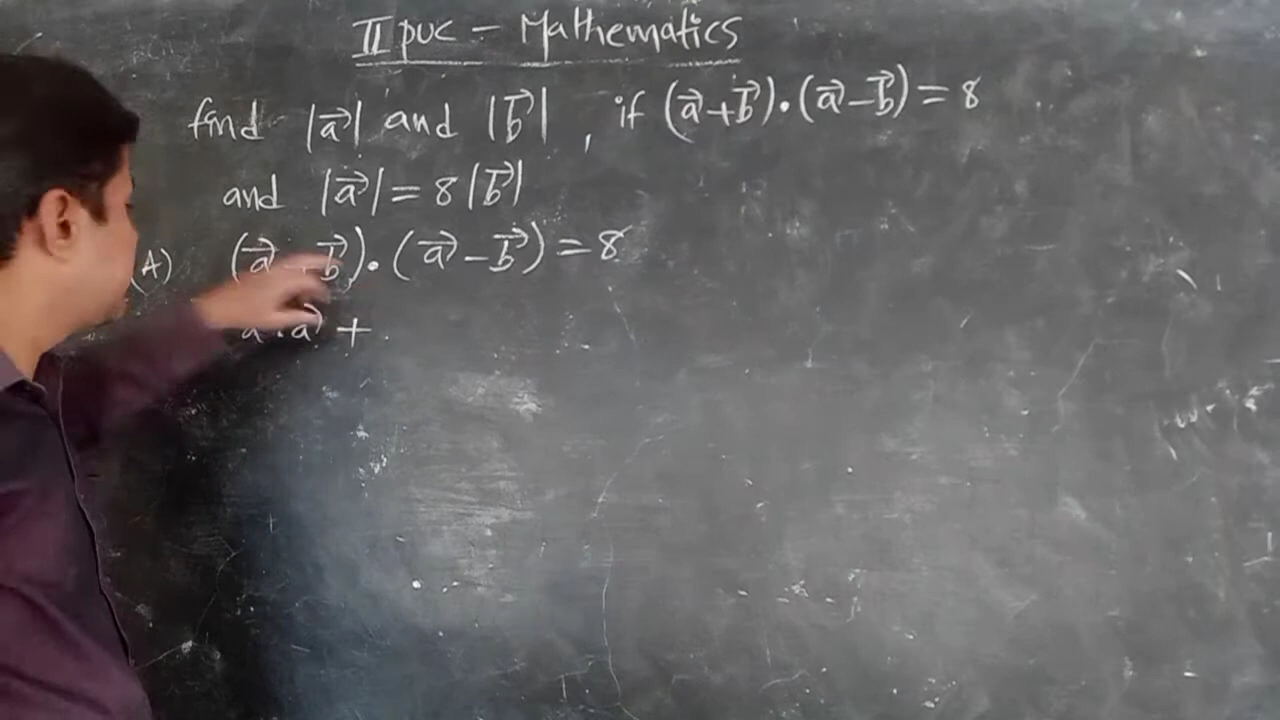 II puc - Mathematics
find |a⃗| and |b⃗|, if (a⃗+b⃗)·(a⃗-b⃗)=8
and |a⃗|=8|b⃗|
(A) (a⃗ b⃗)·(a⃗-b⃗)=8
a·a⃗ +